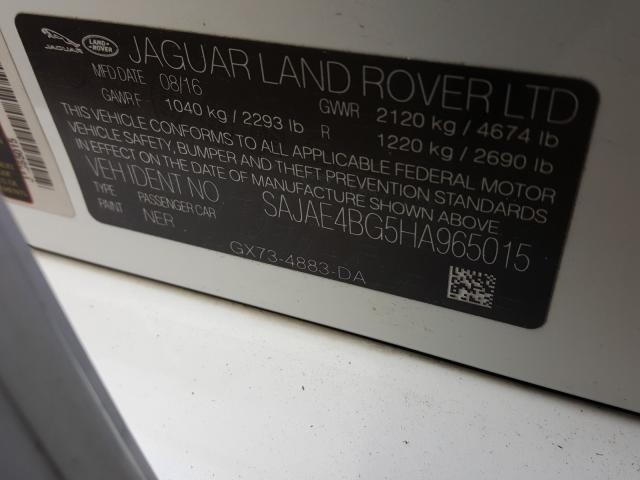 JAGUAR
LAND ROVER
JAGUAR LAND ROVER LTD
MFD DATE 08/16
GAWR F 1040 kg / 2293 lb GVWR 2120 kg / 4674 lb
R 1220 kg / 2690 lb
THIS VEHICLE CONFORMS TO ALL APPLICABLE FEDERAL MOTOR
VEHICLE SAFETY, BUMPER AND THEFT PREVENTION STANDARDS
IN EFFECT ON THE DATE OF MANUFACTURE SHOWN ABOVE
VEH IDENT NO SAJAE4BG5HA965015
TYPE PASSENGER CAR
PAINT NER
GX73-4883-DA